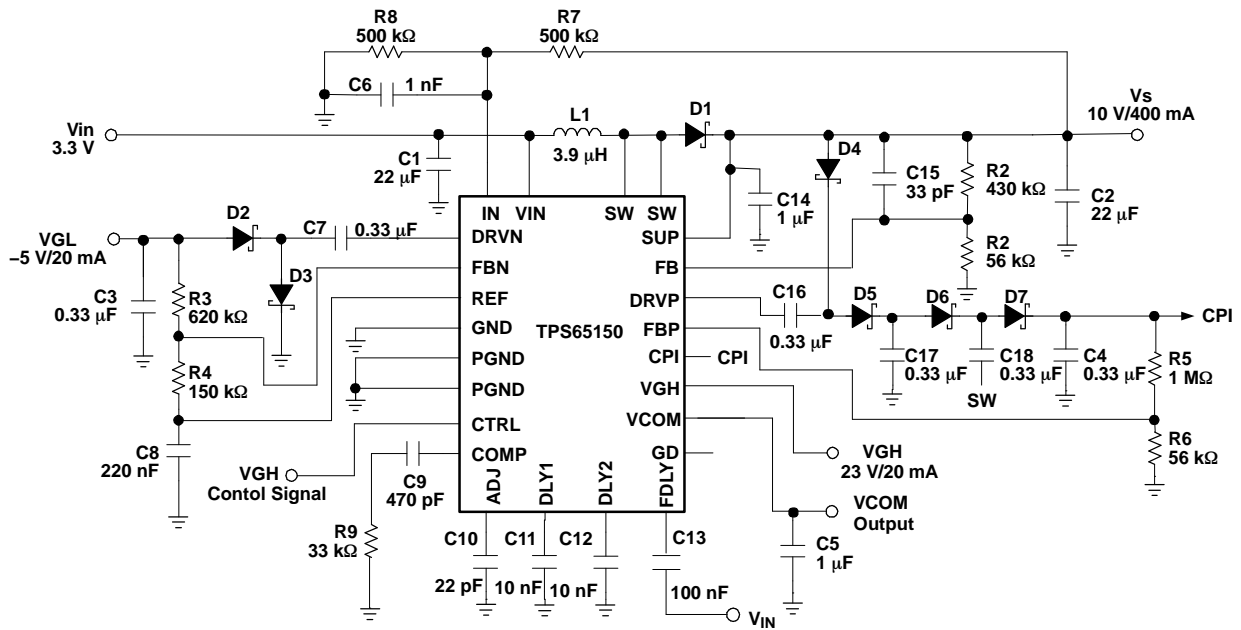 R8
500 kΩ
R7
500 kΩ
C6
1 nF
Vin
3.3 V
C1
22 μF
L1
3.9 μH
D1
Vs
10 V/400 mA
D4
C14
1 μF
C15
33 pF
R2
430 kΩ
C2
22 μF
R2
56 kΩ
VGL
–5 V/20 mA
D2
C7
0.33 μF
C3
0.33 μF
R3
620 kΩ
D3
R4
150 kΩ
C8
220 nF
IN
VIN
SW
SW
DRVN
FBN
REF
GND
PGND
PGND
CTRL
COMP
TPS65150
SUP
FB
DRVP
FBP
CPI
VGH
VCOM
GD
ADJ
DLY1
DLY2
FDLY
CPI
C16
0.33 μF
D5
D6
D7
CPI
C17
0.33 μF
C18
0.33 μF
SW
C4
0.33 μF
R5
1 MΩ
R6
56 kΩ
VGH
Contol Signal
C9
470 pF
R9
33 kΩ
VGH
23 V/20 mA
VCOM
Output
C5
1 μF
C10
22 pF
C11
10 nF
C12
10 nF
C13
100 nF
VIN